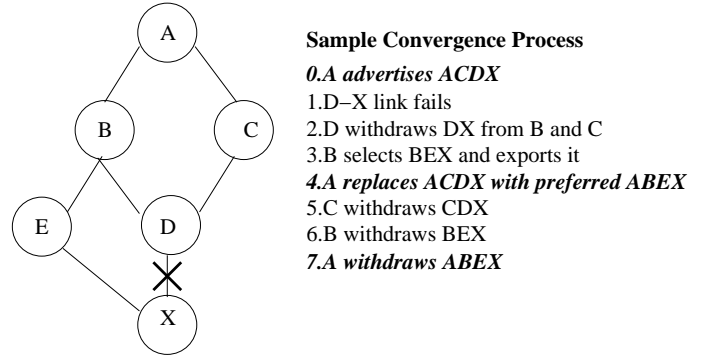 A
B
C
E
D
X
Sample Convergence Process
0.A advertises ACDX
1.D−X link fails
2.D withdraws DX from B and C
3.B selects BEX and exports it
4.A replaces ACDX with preferred ABEX
5.C withdraws CDX
6.B withdraws BEX
7.A withdraws ABEX